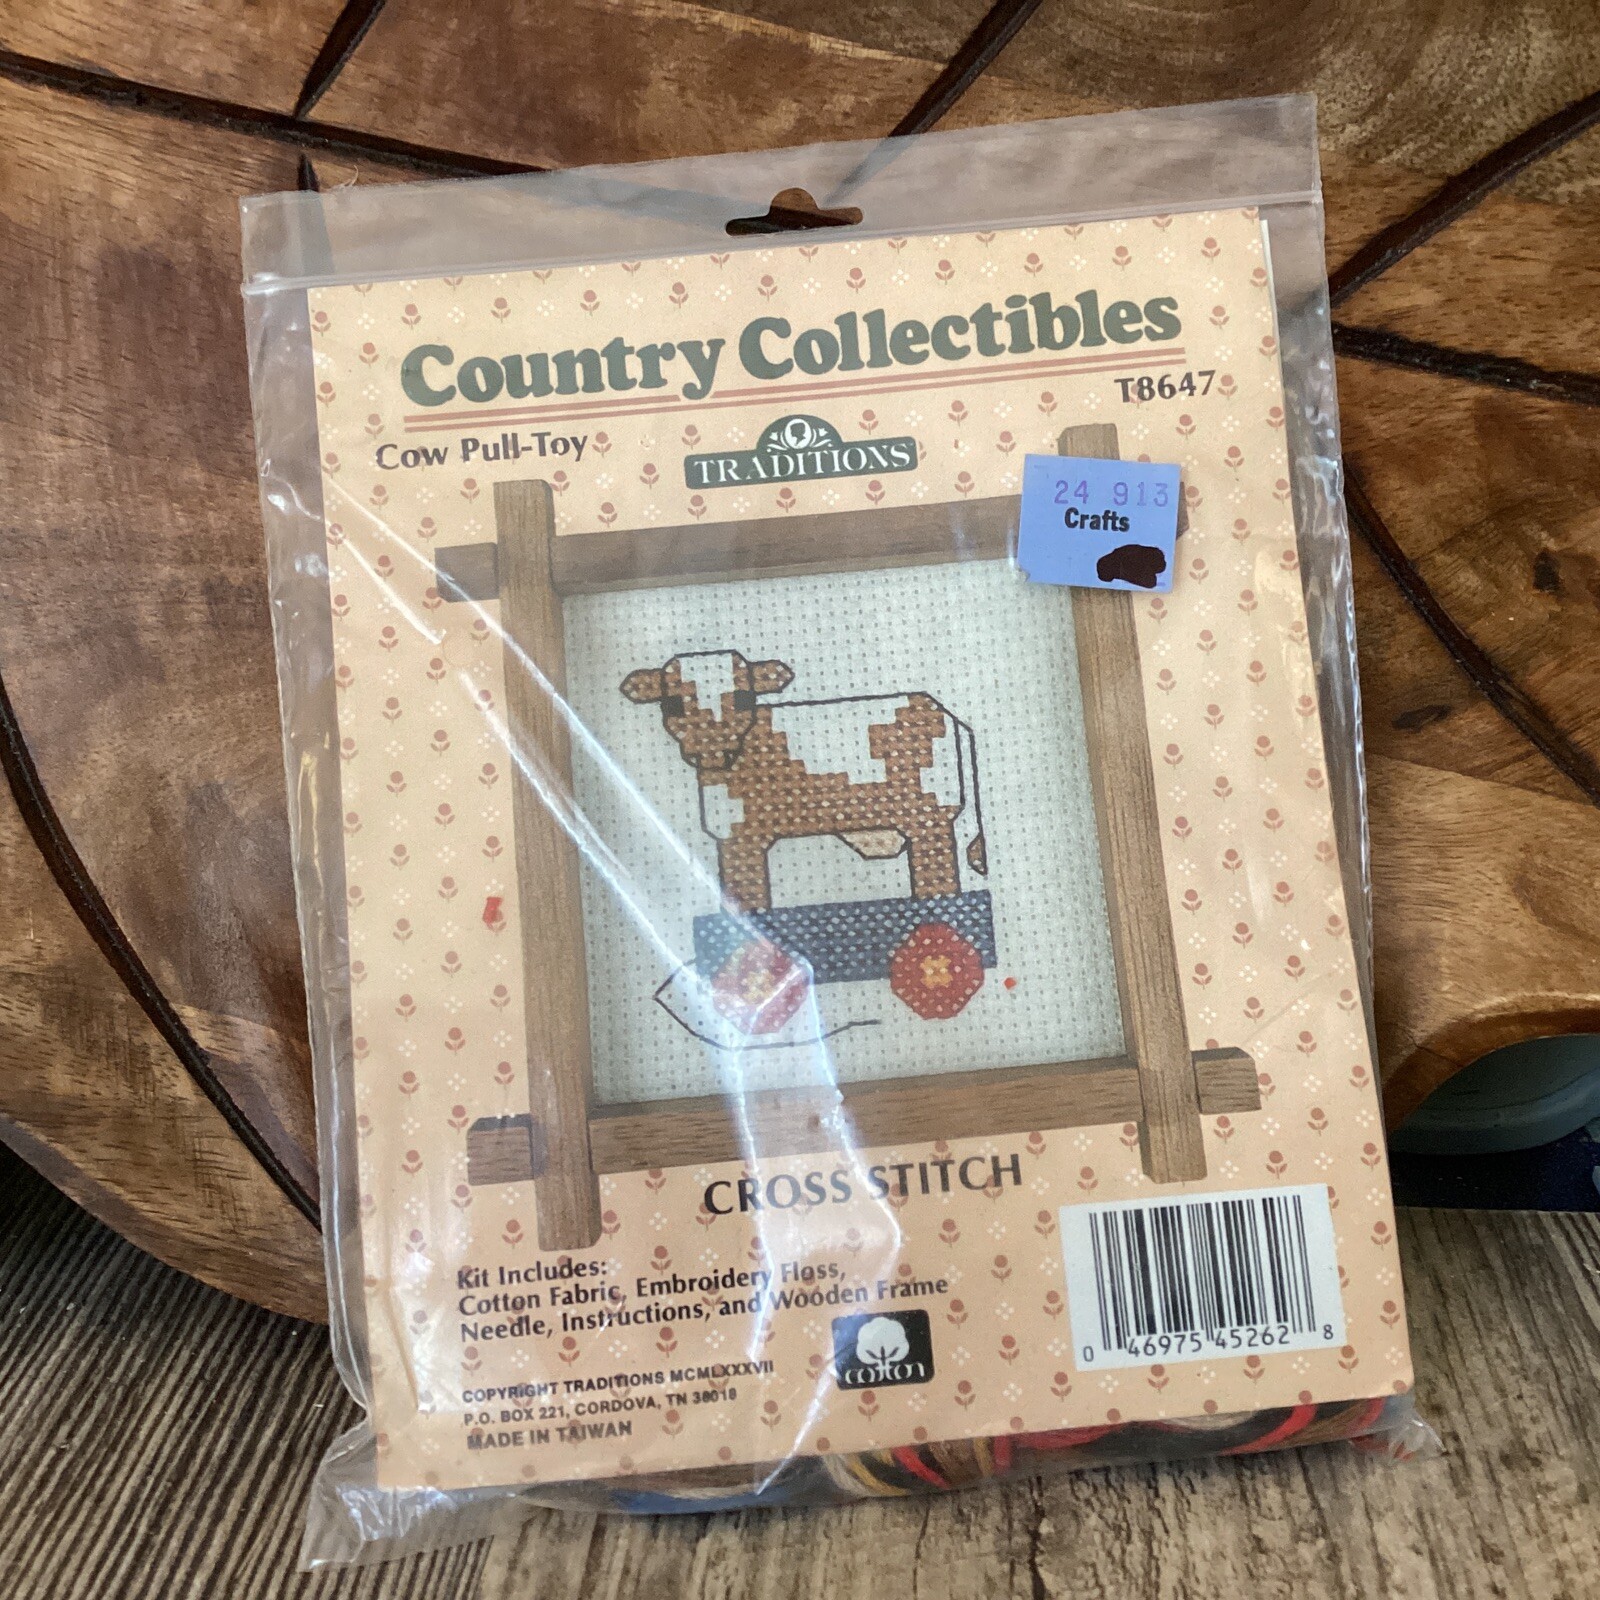 Country Collectibles
T8647
Cow Pull-Toy
TRADITIONS
24 913
Crafts
CROSS STITCH
Kit Includes:
Cotton Fabric, Embroidery Floss,
Needle, Instructions, and Wooden Frame
cotton
COPYRIGHT TRADITIONS MCMLXXXVII
P.O. BOX 221, CORDOVA, TN 38018
MADE IN TAIWAN
0 46975 45262 8